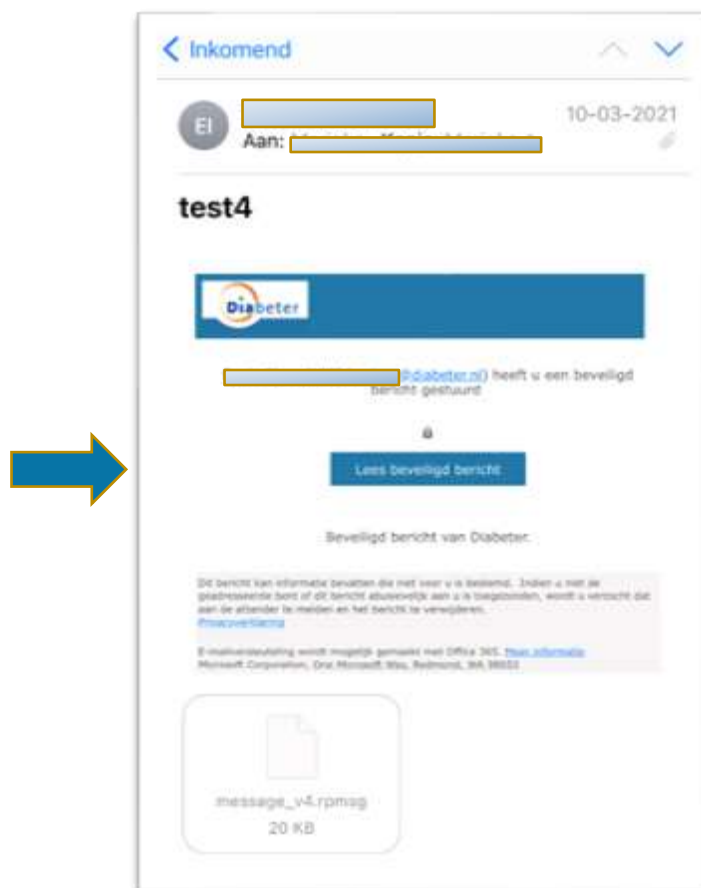 Inkomend
EI
10-03-2021
Aan:
test4
Diabeter
@diabeter.nl) heeft u een beveiligd
bericht gestuurd
Lees beveiligd bericht
Beveiligd bericht van Diabeter.
Dit bericht kan informatie bevatten die niet voor u is bestemd. Indien u niet de
geadresseerde bent of dit bericht abusievelijk aan u is toegezonden, wordt u verzocht dat
aan de afzender te melden en het bericht te verwijderen.
Privacyverklaring
E-mailversleuteling wordt mogelijk gemaakt met Office 365. Meer informatie
Microsoft Corporation, One Microsoft Way, Redmond, WA 98052
message_v4.rpmsg
20 KB